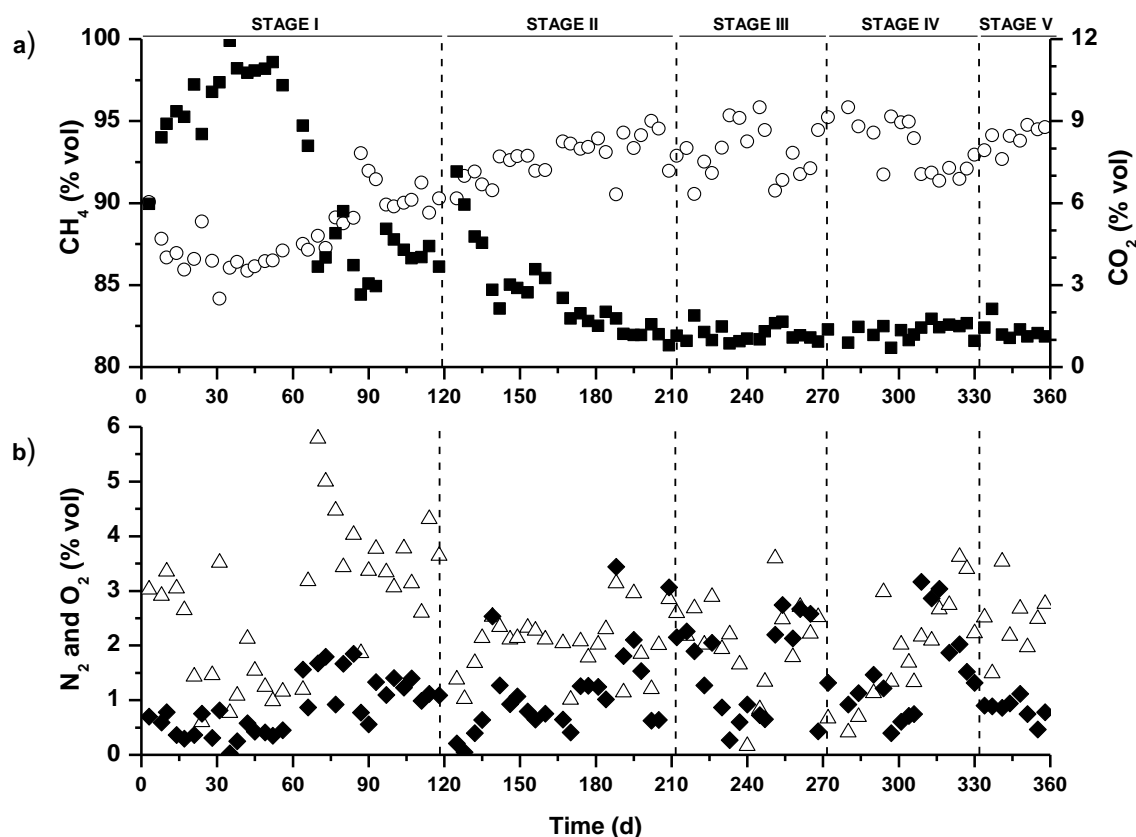 STAGE I STAGE II STAGE III STAGE IV STAGE V
a)
100 12
95 9
90 6
85 3
80 0
CH4 (% vol)
CO2 (% vol)
0 30 60 90 120 150 180 210 240 270 300 330 360
b)
6
5
4
3
2
1
0
N2 and O2 (% vol)
0 30 60 90 120 150 180 210 240 270 300 330 360
Time (d)